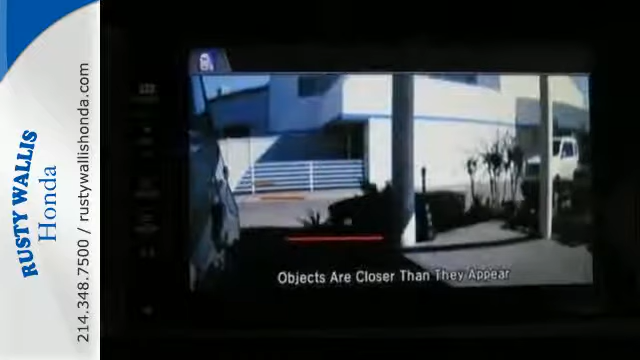 RUSTY WALLIS
Honda
214.348.7500 / rustywallishonda.com
Objects Are Closer Than They Appear